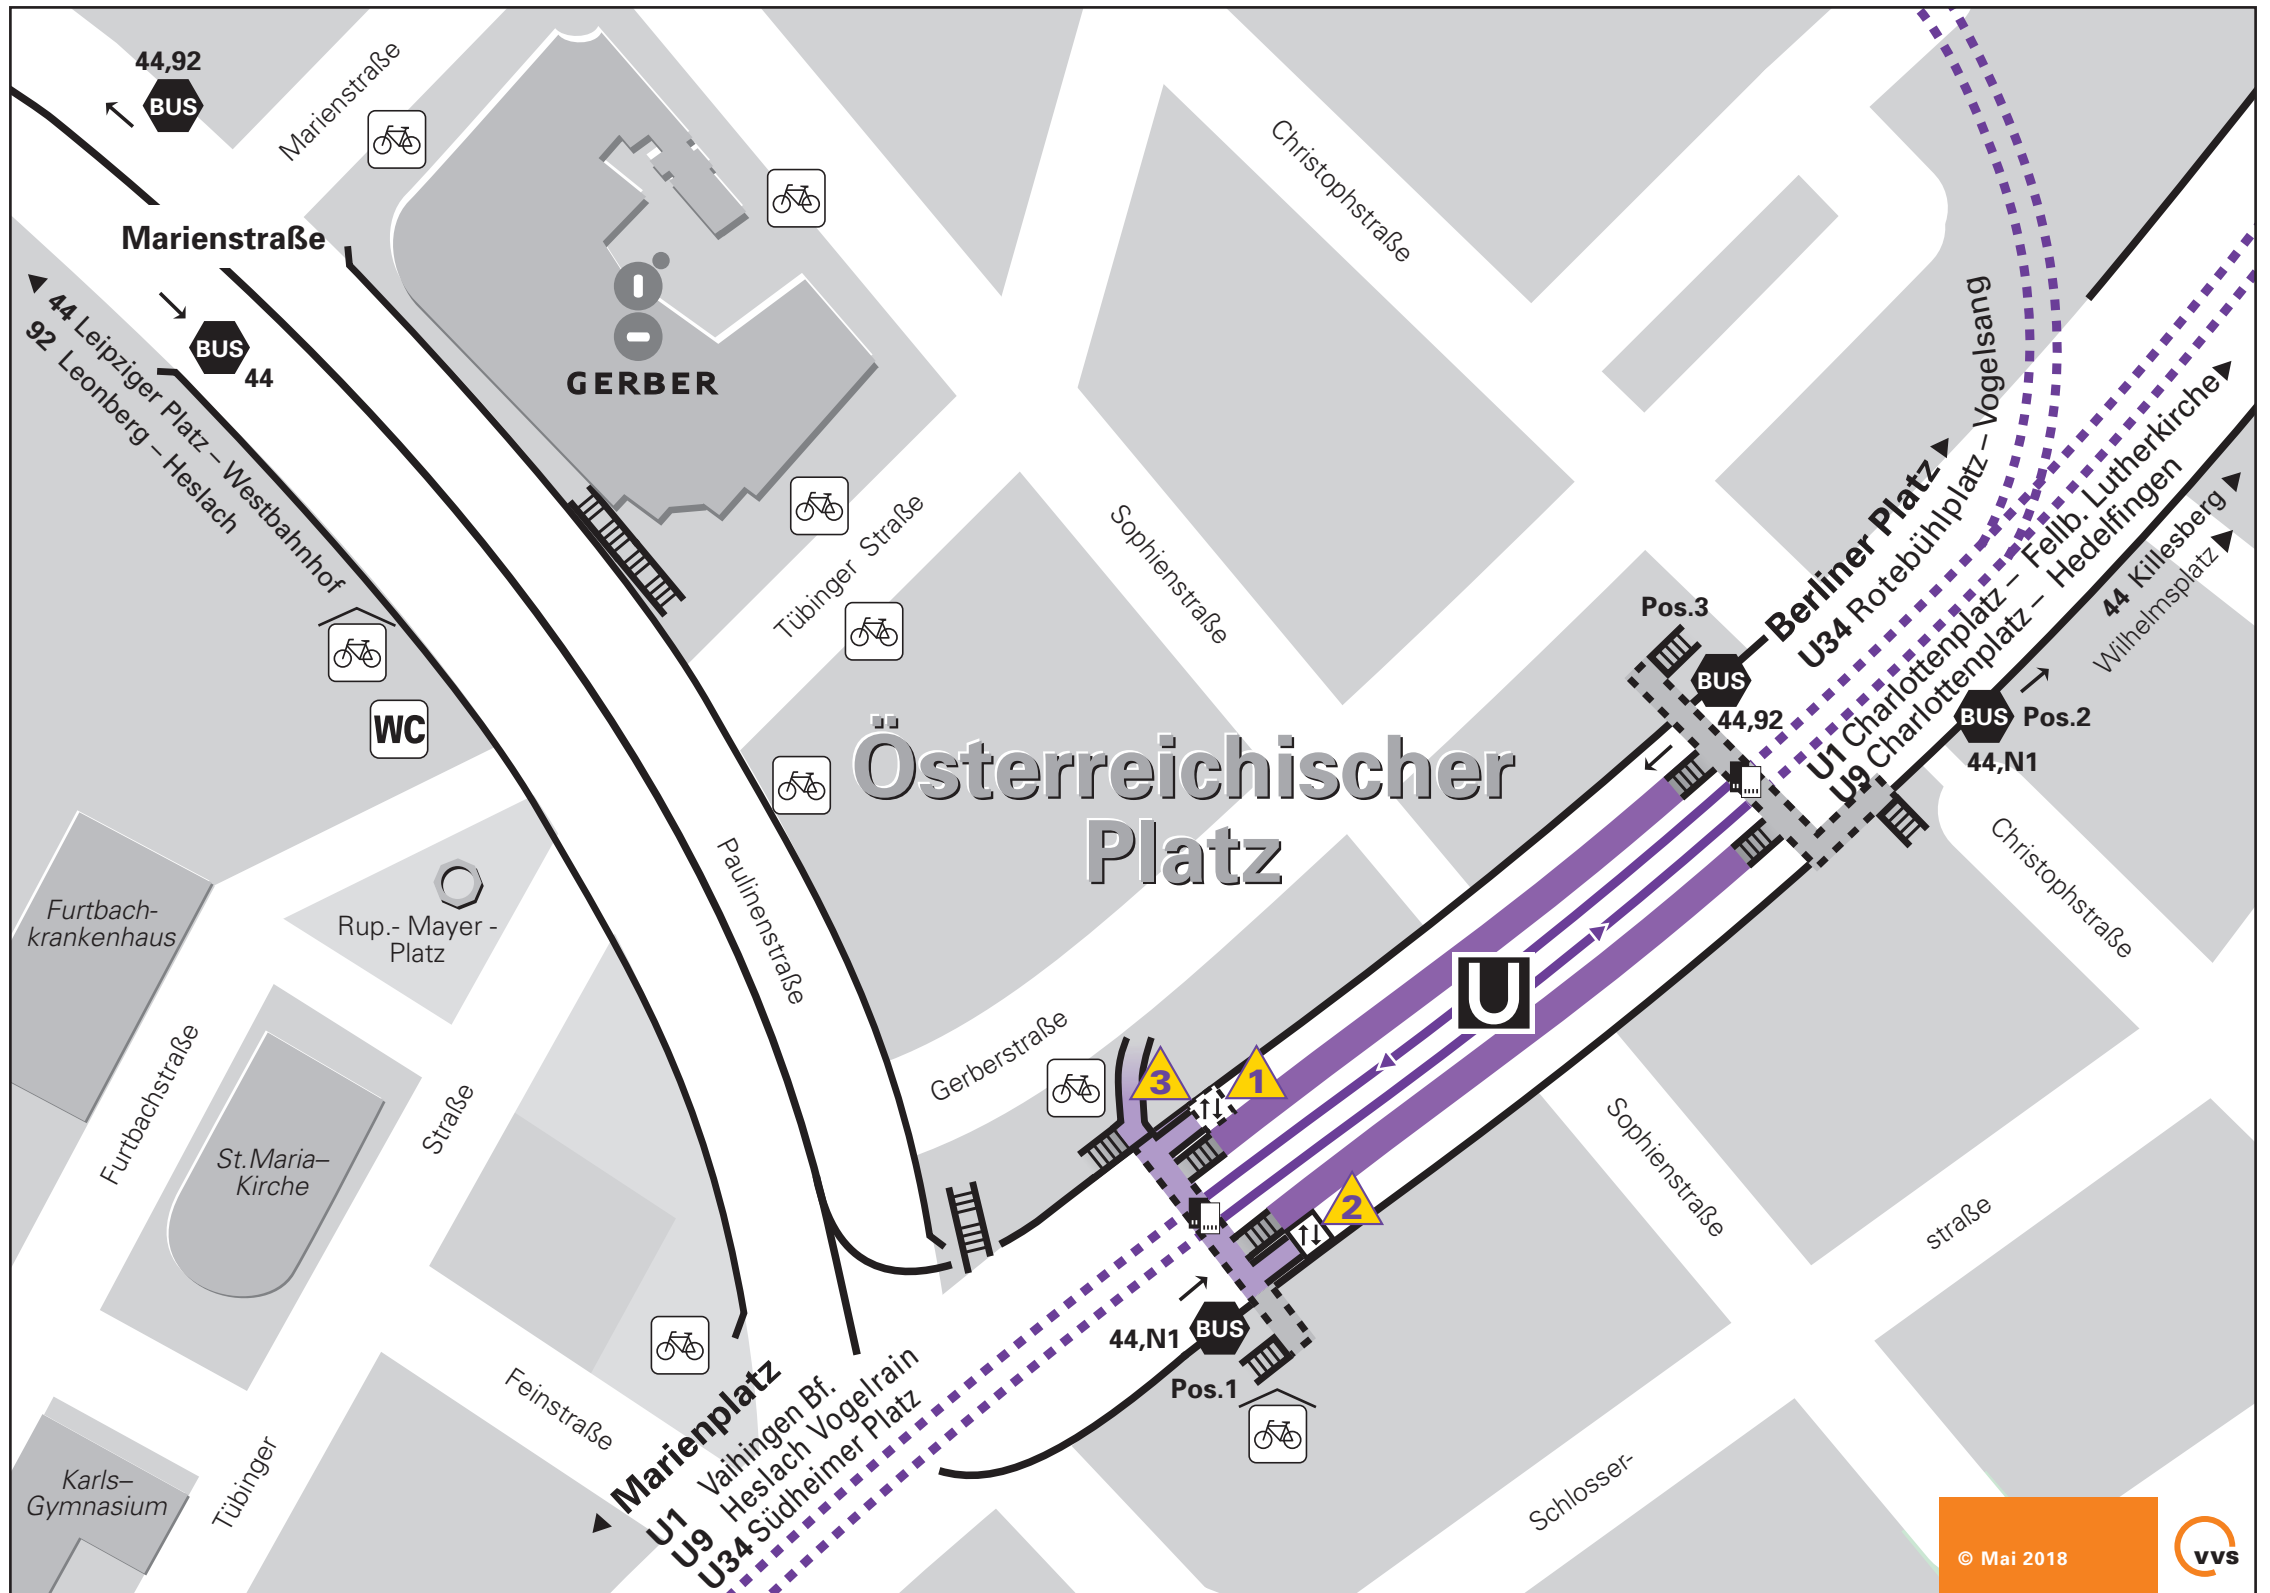 44,92
BUS
Marienstraße
Marienstraße
BUS
44
44 Leipziger Platz – Westbahnhof
92 Leonberg – Heslach
GERBER
Christophstraße
Tübinger Straße
Sophienstraße
WC
Österreichischer
Platz
Berliner Platz
U34 Rotebühlplatz – Vogelsang
U1 Charlottenplatz – Fellb. Lutherkirche
U9 Charlottenplatz – Hedelfingen
44 Killesberg
Wilhelmsplatz
Pos.3
BUS
44,92
BUS
Pos.2
44,N1
Christophstraße
Paulinenstraße
Furtbach-
krankenhaus
Rup.- Mayer -
Platz
U
Gerberstraße
3
1
2
Furtbachstraße
Straße
St.Maria–
Kirche
Sophienstraße
straße
44,N1
BUS
Pos.1
Feinstraße
Marienplatz
U1 Vaihingen Bf.
U9 Heslach Vogelrain
U34 Südheimer Platz
Karls–
Gymnasium
Tübinger
Schlosser-
© Mai 2018
vvs